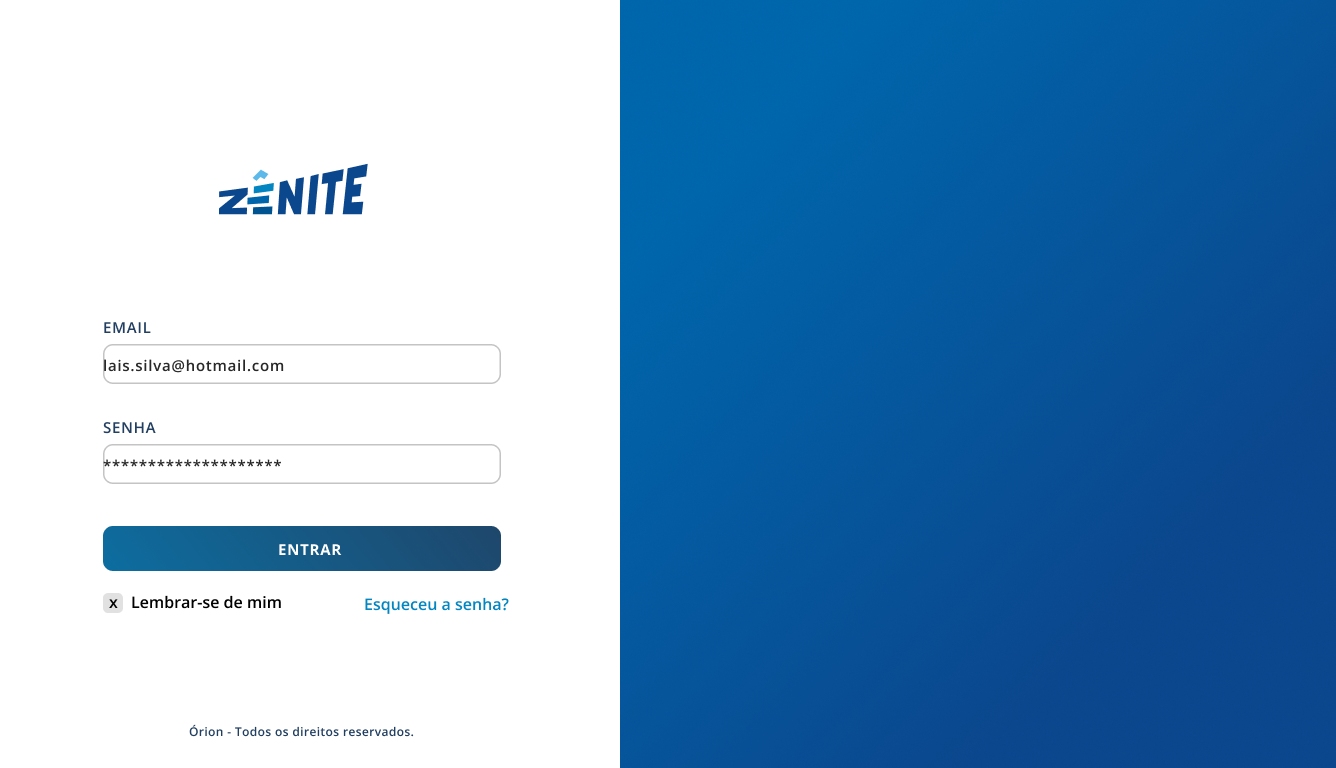 ZÊNITE
EMAIL
lais.silva@hotmail.com
SENHA
********************
ENTRAR
x Lembrar-se de mim
Esqueceu a senha?
Órion - Todos os direitos reservados.